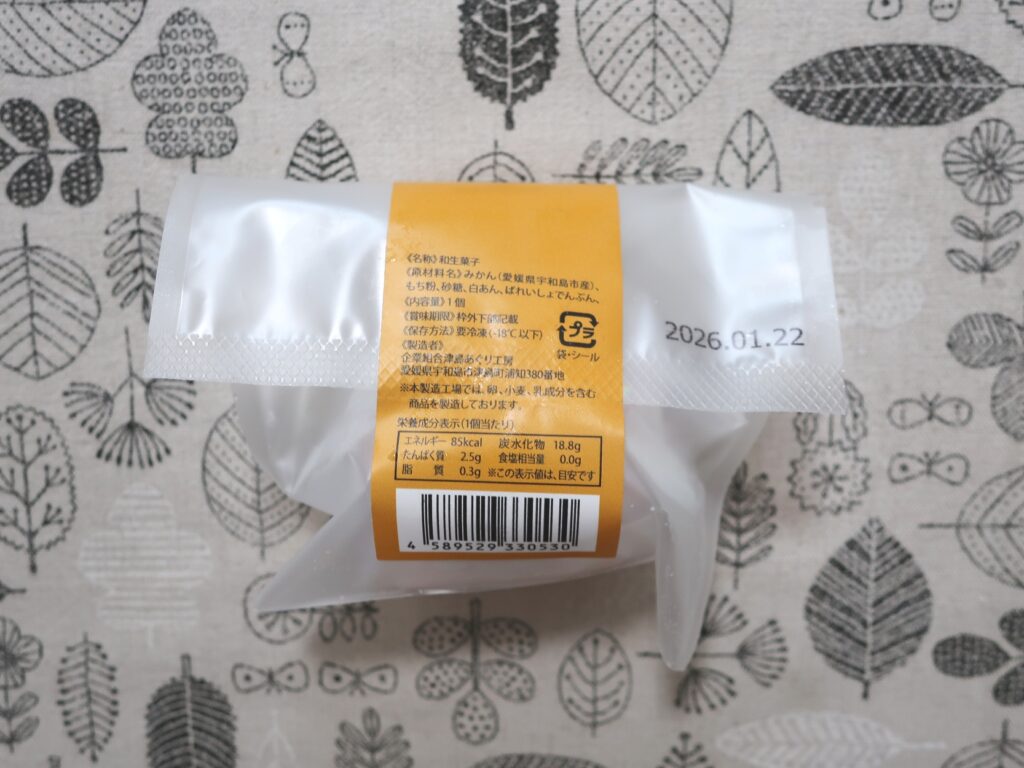 《名称》和生菓子
《原材料名》みかん(愛媛県宇和島市産)、
もち粉、砂糖、白あん、ばれいしょでんぷん、
《内容量》1個
《賞味期限》枠外下部記載
《保存方法》要冷凍(-18℃以下)
《製造者》
企業組合津島あぐり工房
愛媛県宇和島市津島町浦知380番地
※本製造工場では、卵、小麦、乳成分を含む
商品を製造しております。
プラ
袋・シール
2026.01.22
栄養成分表示(1個当たり)
エネルギー 85kcal 炭水化物 18.8g
たんぱく質 2.5g 食塩相当量 0.0g
脂質 0.3g ※この表示値は、目安です
4 589529 330530